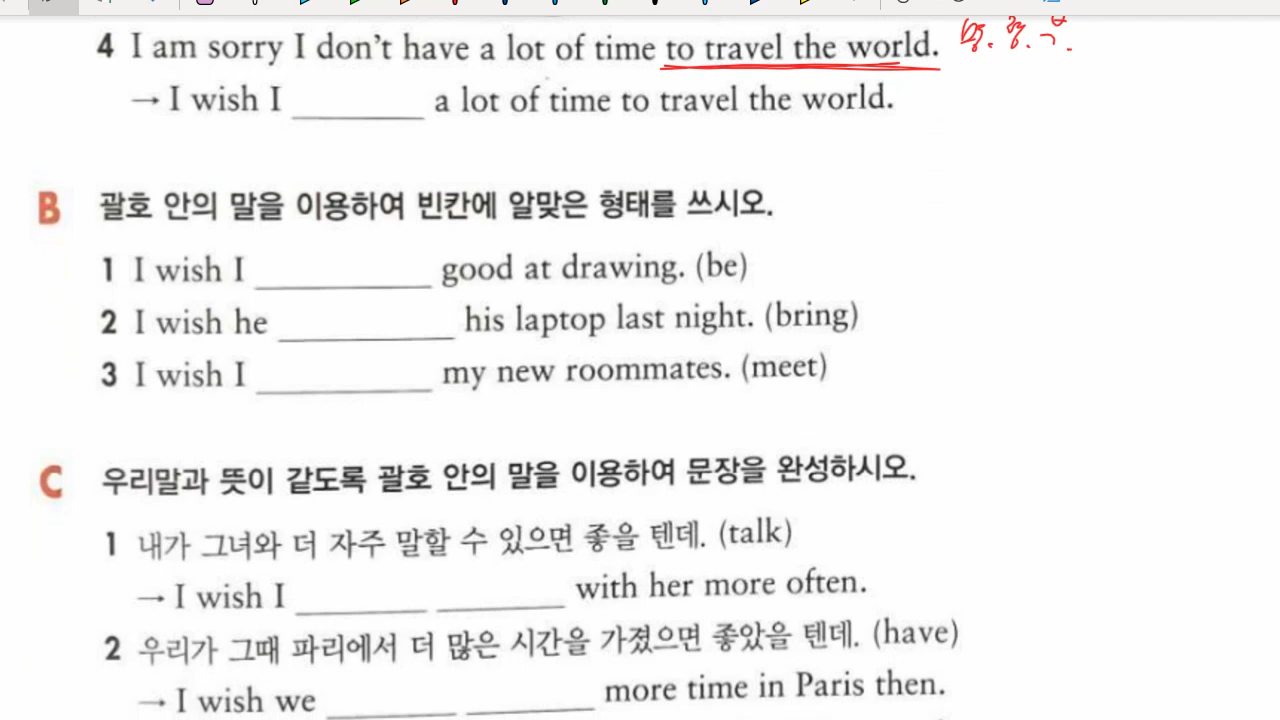 4 I am sorry I don't have a lot of time to travel the world.
→ I wish I ________ a lot of time to travel the world.
B 괄호 안의 말을 이용하여 빈칸에 알맞은 형태를 쓰시오.
1 I wish I ________ good at drawing. (be)
2 I wish he ________ his laptop last night. (bring)
3 I wish I ________ my new roommates. (meet)
C 우리말과 뜻이 같도록 괄호 안의 말을 이용하여 문장을 완성하시오.
1 내가 그녀와 더 자주 말할 수 있으면 좋을 텐데. (talk)
→ I wish I ________ ________ with her more often.
2 우리가 그때 파리에서 더 많은 시간을 가졌으면 좋았을 텐데. (have)
→ I wish we ________ ________ more time in Paris then.